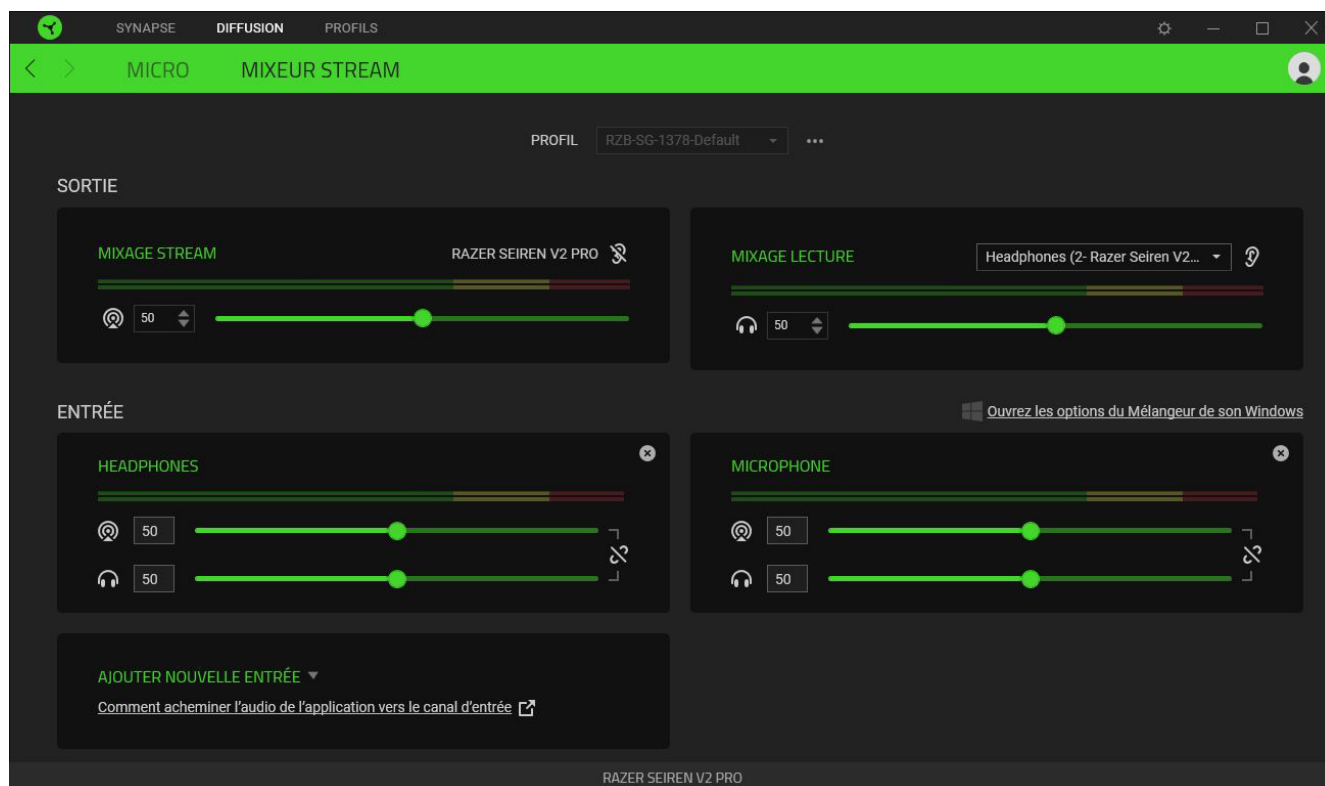 SYNAPSE DIFFUSION PROFILS
MICRO MIXEUR STREAM
PROFIL RZB-SG-1378-Default
SORTIE
MIXAGE STREAM RAZER SEIREN V2 PRO
50
MIXAGE LECTURE Headphones (2- Razer Seiren V2...
50
ENTRÉE
Ouvrez les options du Mélangeur de son Windows
HEADPHONES
50
50
MICROPHONE
50
50
AJOUTER NOUVELLE ENTRÉE
Comment acheminer l'audio de l'application vers le canal d'entrée
RAZER SEIREN V2 PRO